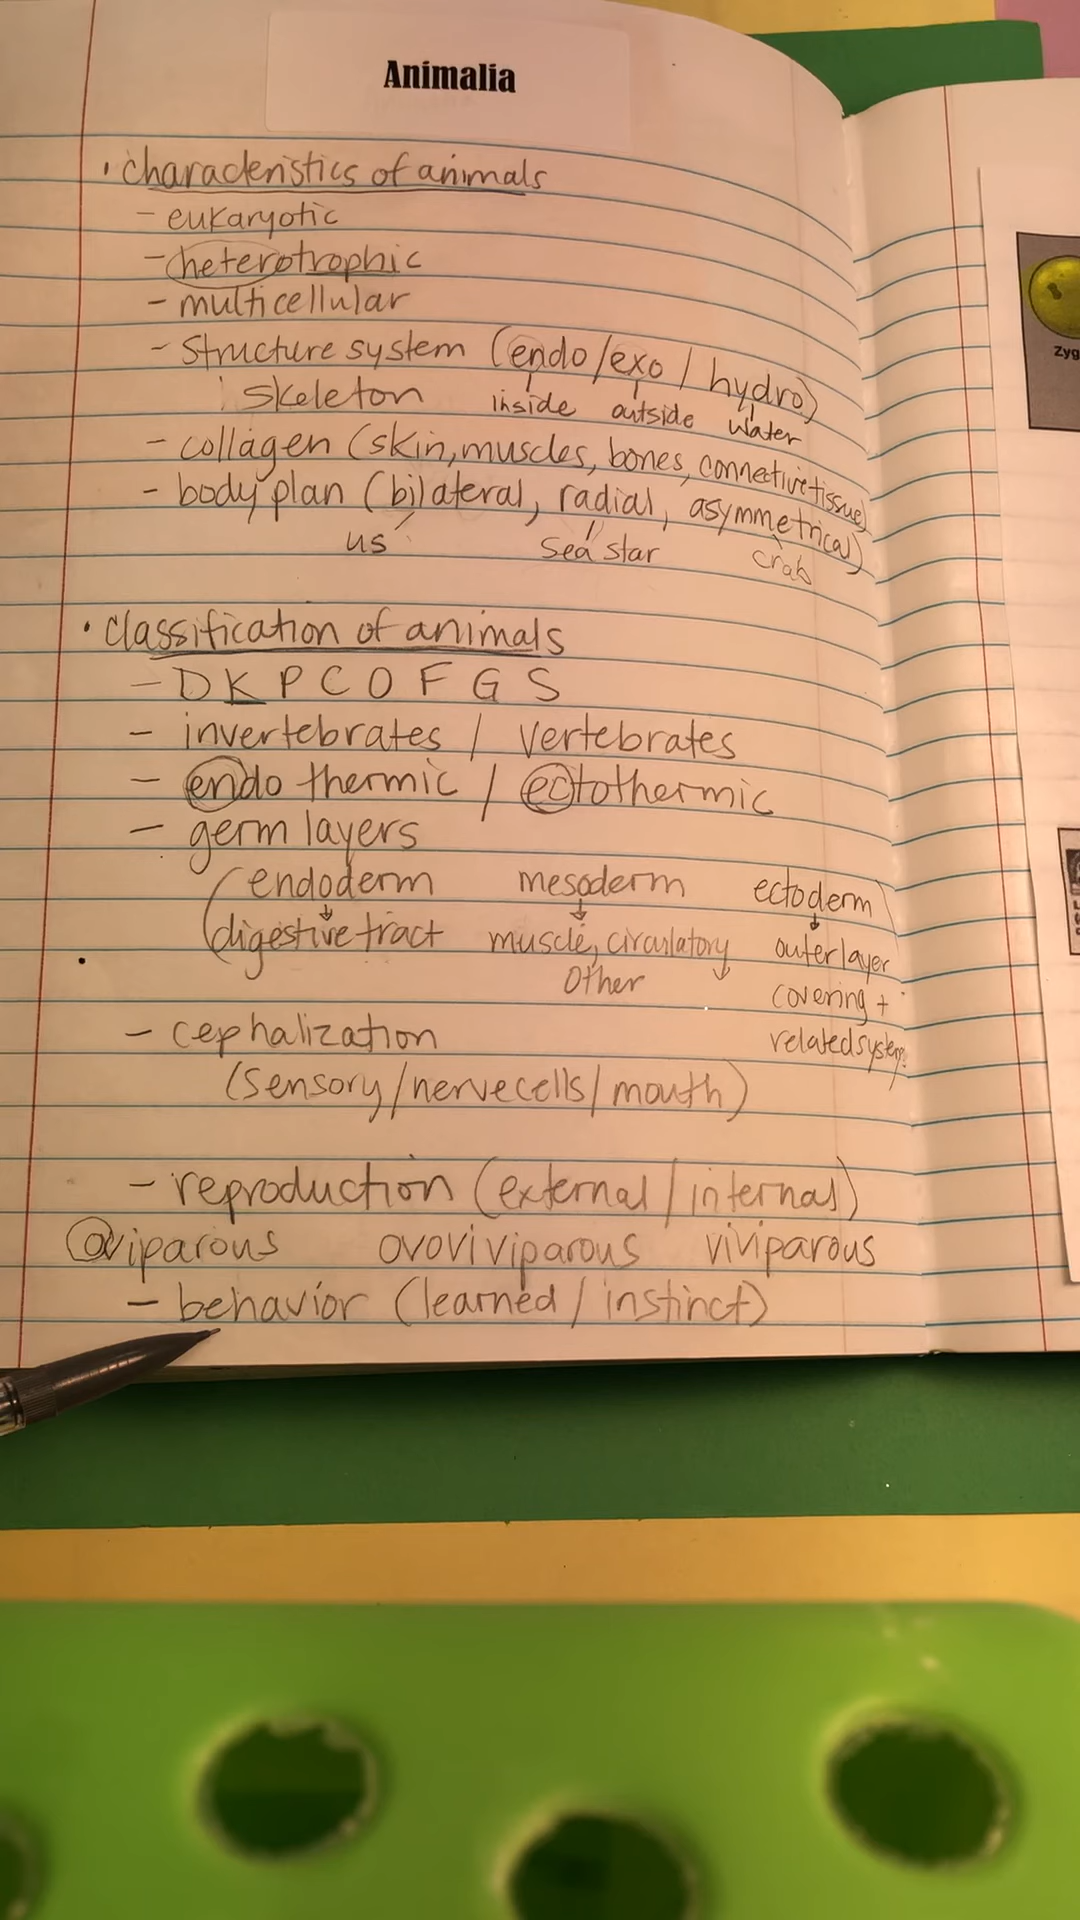 Animalia
• characteristics of animals
- eukaryotic
- heterotrophic
- multicellular
- structure system (endo/exo / hydro)
skeleton inside outside water
- collagen (skin, muscles, bones, connective tissue)
- body plan (bilateral, radial, asymmetrical)
us sea star crab
• classification of animals
- D K P C O F G S
- invertebrates / vertebrates
- endothermic / ectothermic
- germ layers
(endoderm mesoderm ectoderm)
digestive tract muscle, circulatory outer layer
other covering +
- cephalization related system
(sensory/nerve cells/mouth)
- reproduction (external / internal)
oviparous ovoviviparous viviparous
- behavior (learned / instinct)
Zyg